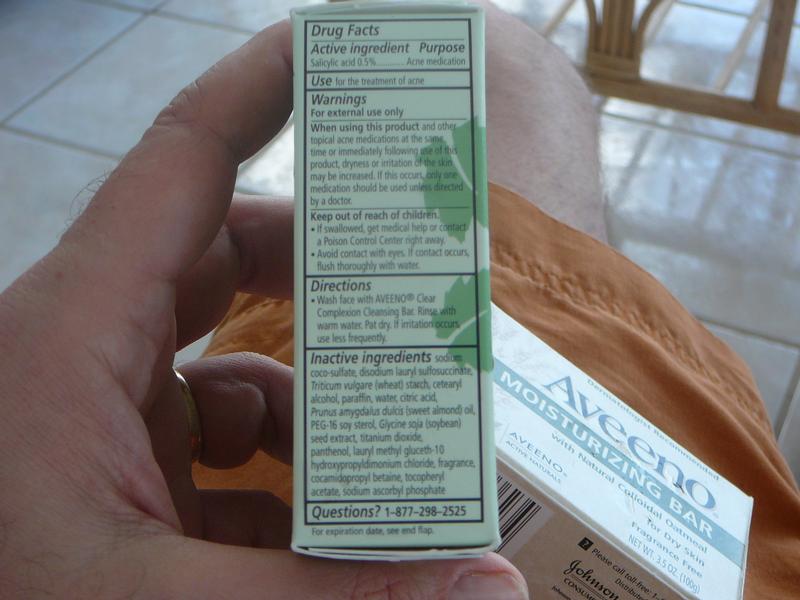 Drug Facts
Active ingredient Purpose
Salicylic acid 0.5%............ Acne medication
Use for the treatment of acne
Warnings
For external use only
When using this product and other
topical acne medications at the same
time or immediately following use of this
product, dryness or irritation of the skin
may be increased. If this occurs, only one
medication should be used unless directed
by a doctor.
Keep out of reach of children.
• If swallowed, get medical help or contact
a Poison Control Center right away.
• Avoid contact with eyes. If contact occurs,
flush thoroughly with water.
Directions
• Wash face with AVEENO® Clear
Complexion Cleansing Bar. Rinse with
warm water. Pat dry. If irritation occurs,
use less frequently.
Inactive ingredients sodium
coco-sulfate, disodium lauryl sulfosuccinate,
Triticum vulgare (wheat) starch, cetearyl
alcohol, paraffin, water, citric acid,
Prunus amygdalus dulcis (sweet almond) oil,
PEG-16 soy sterol, Glycine soja (soybean)
seed extract, titanium dioxide,
panthenol, lauryl methyl gluceth-10
hydroxypropyldimonium chloride, fragrance,
cocamidopropyl betaine, tocopheryl
acetate, sodium ascorbyl phosphate
Questions? 1-877-298-2525
For expiration date, see end flap.
Dermatologist Recommended
Aveeno®
MOISTURIZING BAR
with Natural Colloidal Oatmeal
AVEENO®
ACTIVE NATURALS
For Dry Skin
Fragrance Free
NET WT. 3.5 OZ. (100g)
Please call toll-free: 1-
Distribute
Johnson
CONSUM